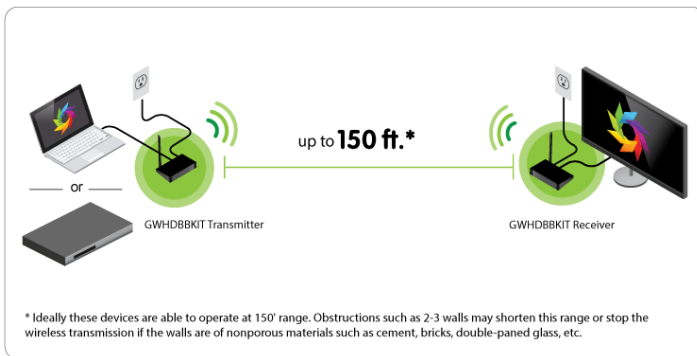 up to 150 ft.*
or
GWHDBBKIT Transmitter
GWHDBBKIT Receiver
* Ideally these devices are able to operate at 150' range. Obstructions such as 2-3 walls may shorten this range or stop the
wireless transmission if the walls are of nonporous materials such as cement, bricks, double-paned glass, etc.